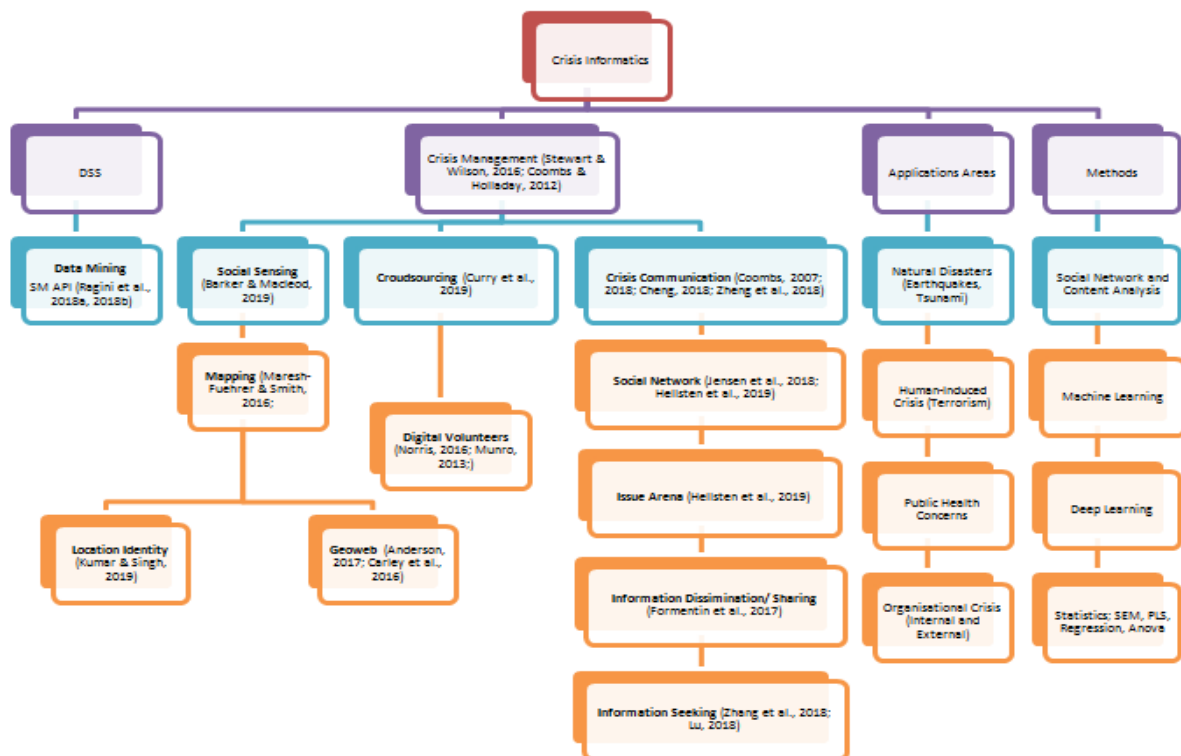 Crisis Informatics
DSS
Crisis Management (Stewart &
Wilson, 2016; Coombs &
Holladay, 2012)
Applications Areas
Methods
Data Mining
SM API (Ragini et al.,
2018a, 2018b)
Social Sensing
(Barker & Macleod,
2019)
Croudsourcing (Curry et al.,
2019)
Crisis Communication (Coombs, 2007;
2018; Cheng, 2018; Zheng et al., 2018)
Natural Disasters
(Earthquakes,
Tsunami)
Social Network and
Content Analysis
Mapping (Maresh-
Fuehrer & Smith,
2016;
Social Network (Jensen et al., 2018;
Hellsten et al., 2019)
Human-Induced
Crisis (Terrorism)
Machine Learning
Digital Volunteers
(Norris, 2016; Munro,
2013;)
Issue Arena (Hellsten et al., 2019)
Public Health
Concerns
Deep Learning
Location Identity
(Kumar & Singh,
2019)
Geoweb (Anderson,
2017; Carley et al.,
2016)
Information Dissimination/ Sharing
(Formentin et al., 2017)
Organisational Crisis
(Internal and
External)
Statistics; SEM, PLS,
Regression, Anova
Information Seeking (Zhang et al., 2018;
Lu, 2018)